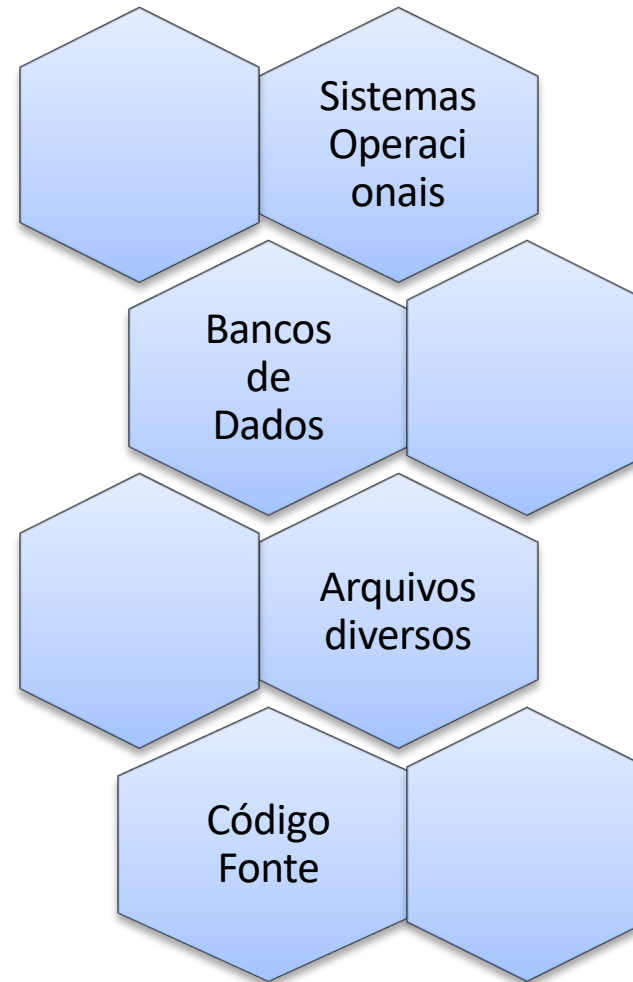 Sistemas
Operaci
onais
Bancos
de
Dados
Arquivos
diversos
Código
Fonte